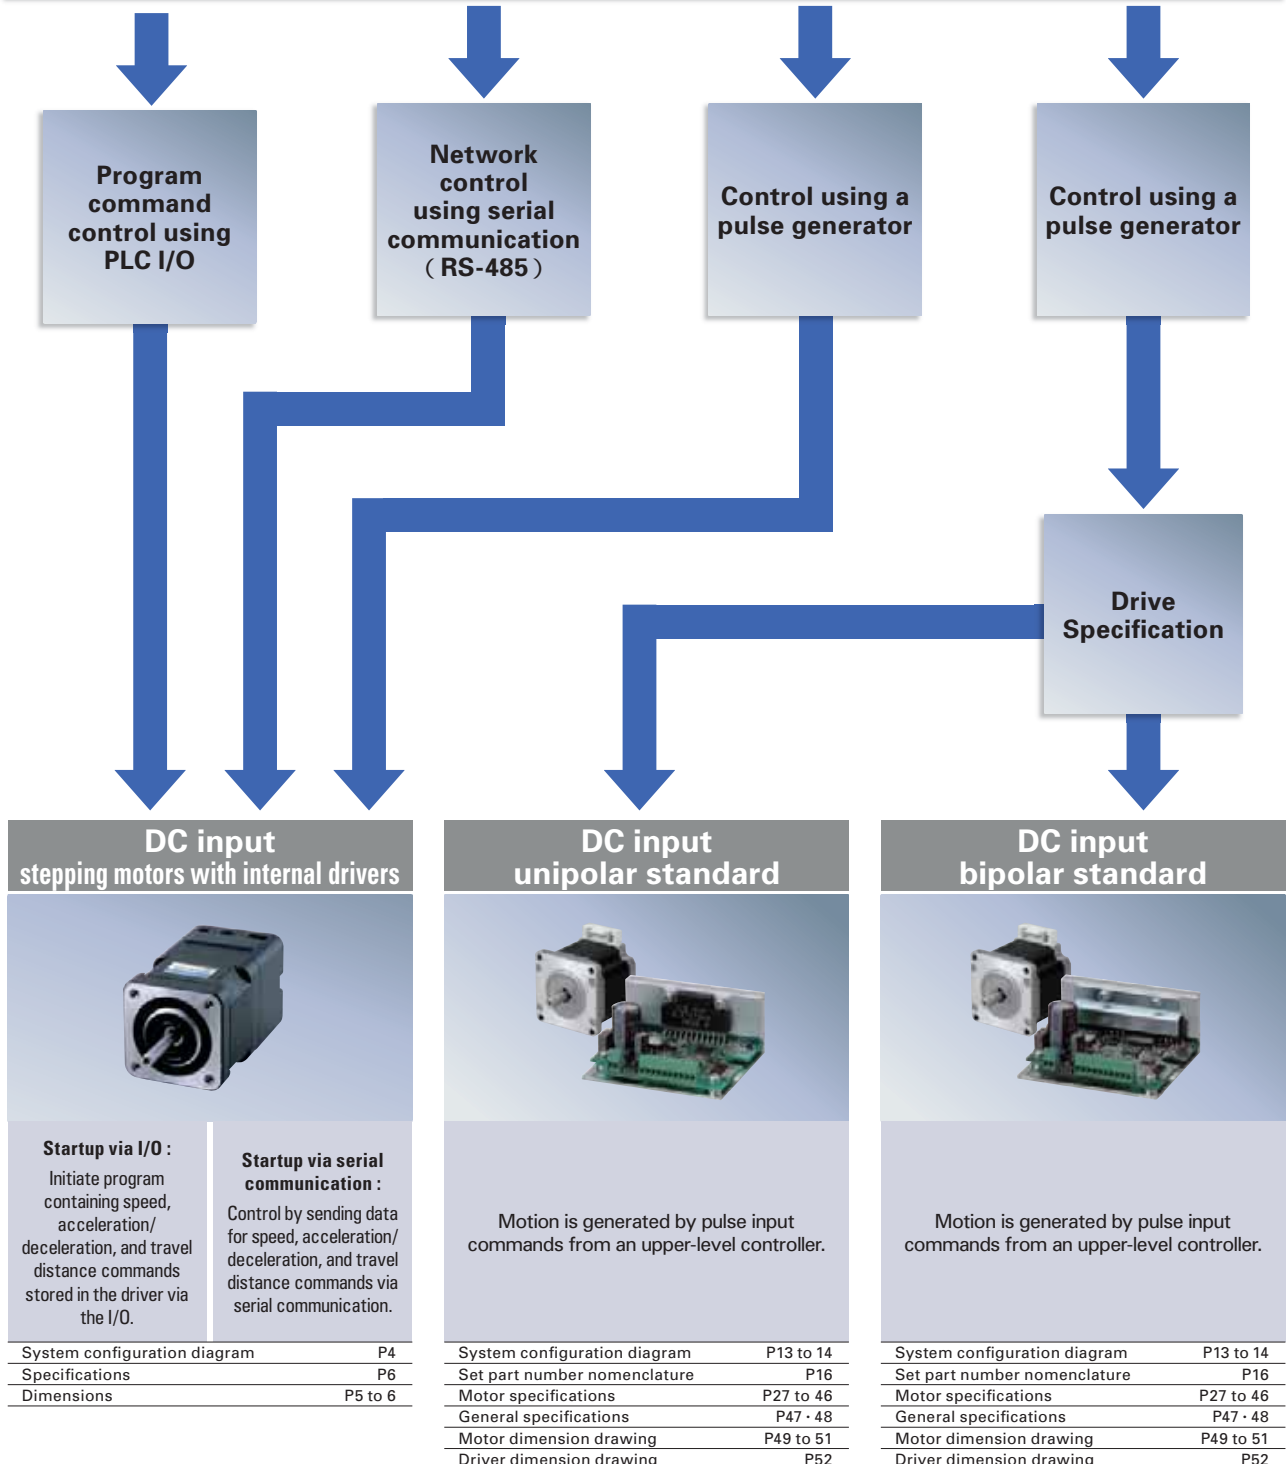 Program
command
control using
PLC I/O
Network
control
using serial
communication
( RS-485 )
Control using a
pulse generator
Control using a
pulse generator
Drive
Specification
DC input
stepping motors with internal drivers
Startup via I/O :
Initiate program
containing speed,
acceleration/
deceleration, and travel
distance commands
stored in the driver via
the I/O.
Startup via serial
communication :
Control by sending data
for speed, acceleration/
deceleration, and travel
distance commands via
serial communication.
System configuration diagram P4
Specifications P6
Dimensions P5 to 6
DC input
unipolar standard
Motion is generated by pulse input
commands from an upper-level controller.
System configuration diagram P13 to 14
Set part number nomenclature P16
Motor specifications P27 to 46
General specifications P47・48
Motor dimension drawing P49 to 51
Driver dimension drawing P52
DC input
bipolar standard
Motion is generated by pulse input
commands from an upper-level controller.
System configuration diagram P13 to 14
Set part number nomenclature P16
Motor specifications P27 to 46
General specifications P47・48
Motor dimension drawing P49 to 51
Driver dimension drawing P52